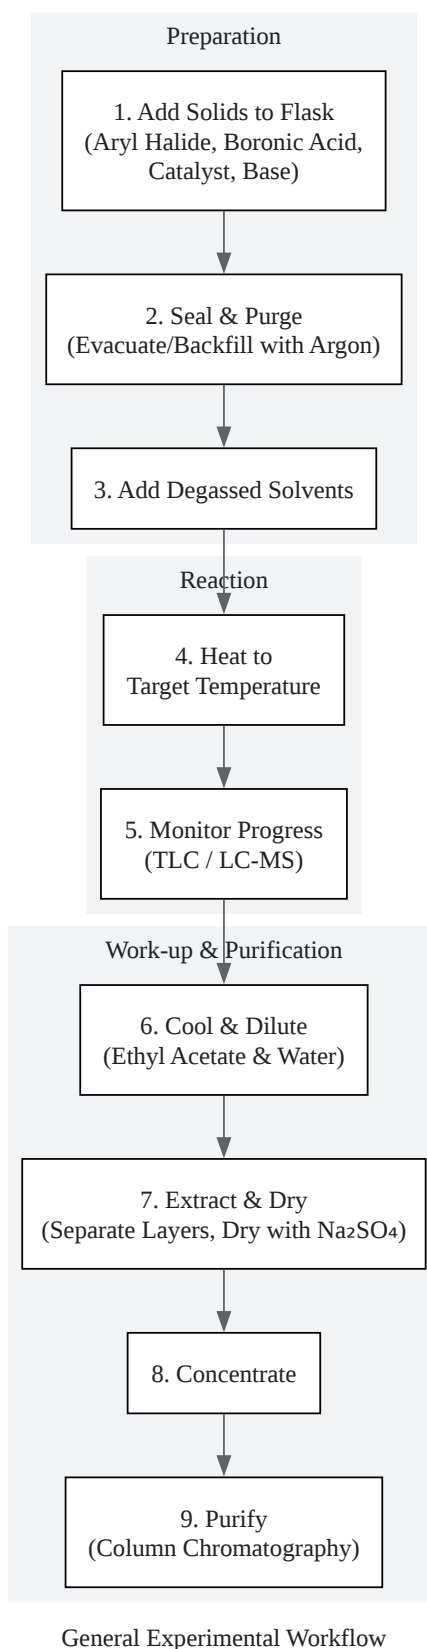 Preparation
1. Add Solids to Flask
(Aryl Halide, Boronic Acid,
Catalyst, Base)
2. Seal & Purge
(Evacuate/Backfill with Argon)
3. Add Degassed Solvents
Reaction
4. Heat to
Target Temperature
5. Monitor Progress
(TLC / LC-MS)
Work-up & Purification
6. Cool & Dilute
(Ethyl Acetate & Water)
7. Extract & Dry
(Separate Layers, Dry with Na₂SO₄)
8. Concentrate
9. Purify
(Column Chromatography)
General Experimental Workflow